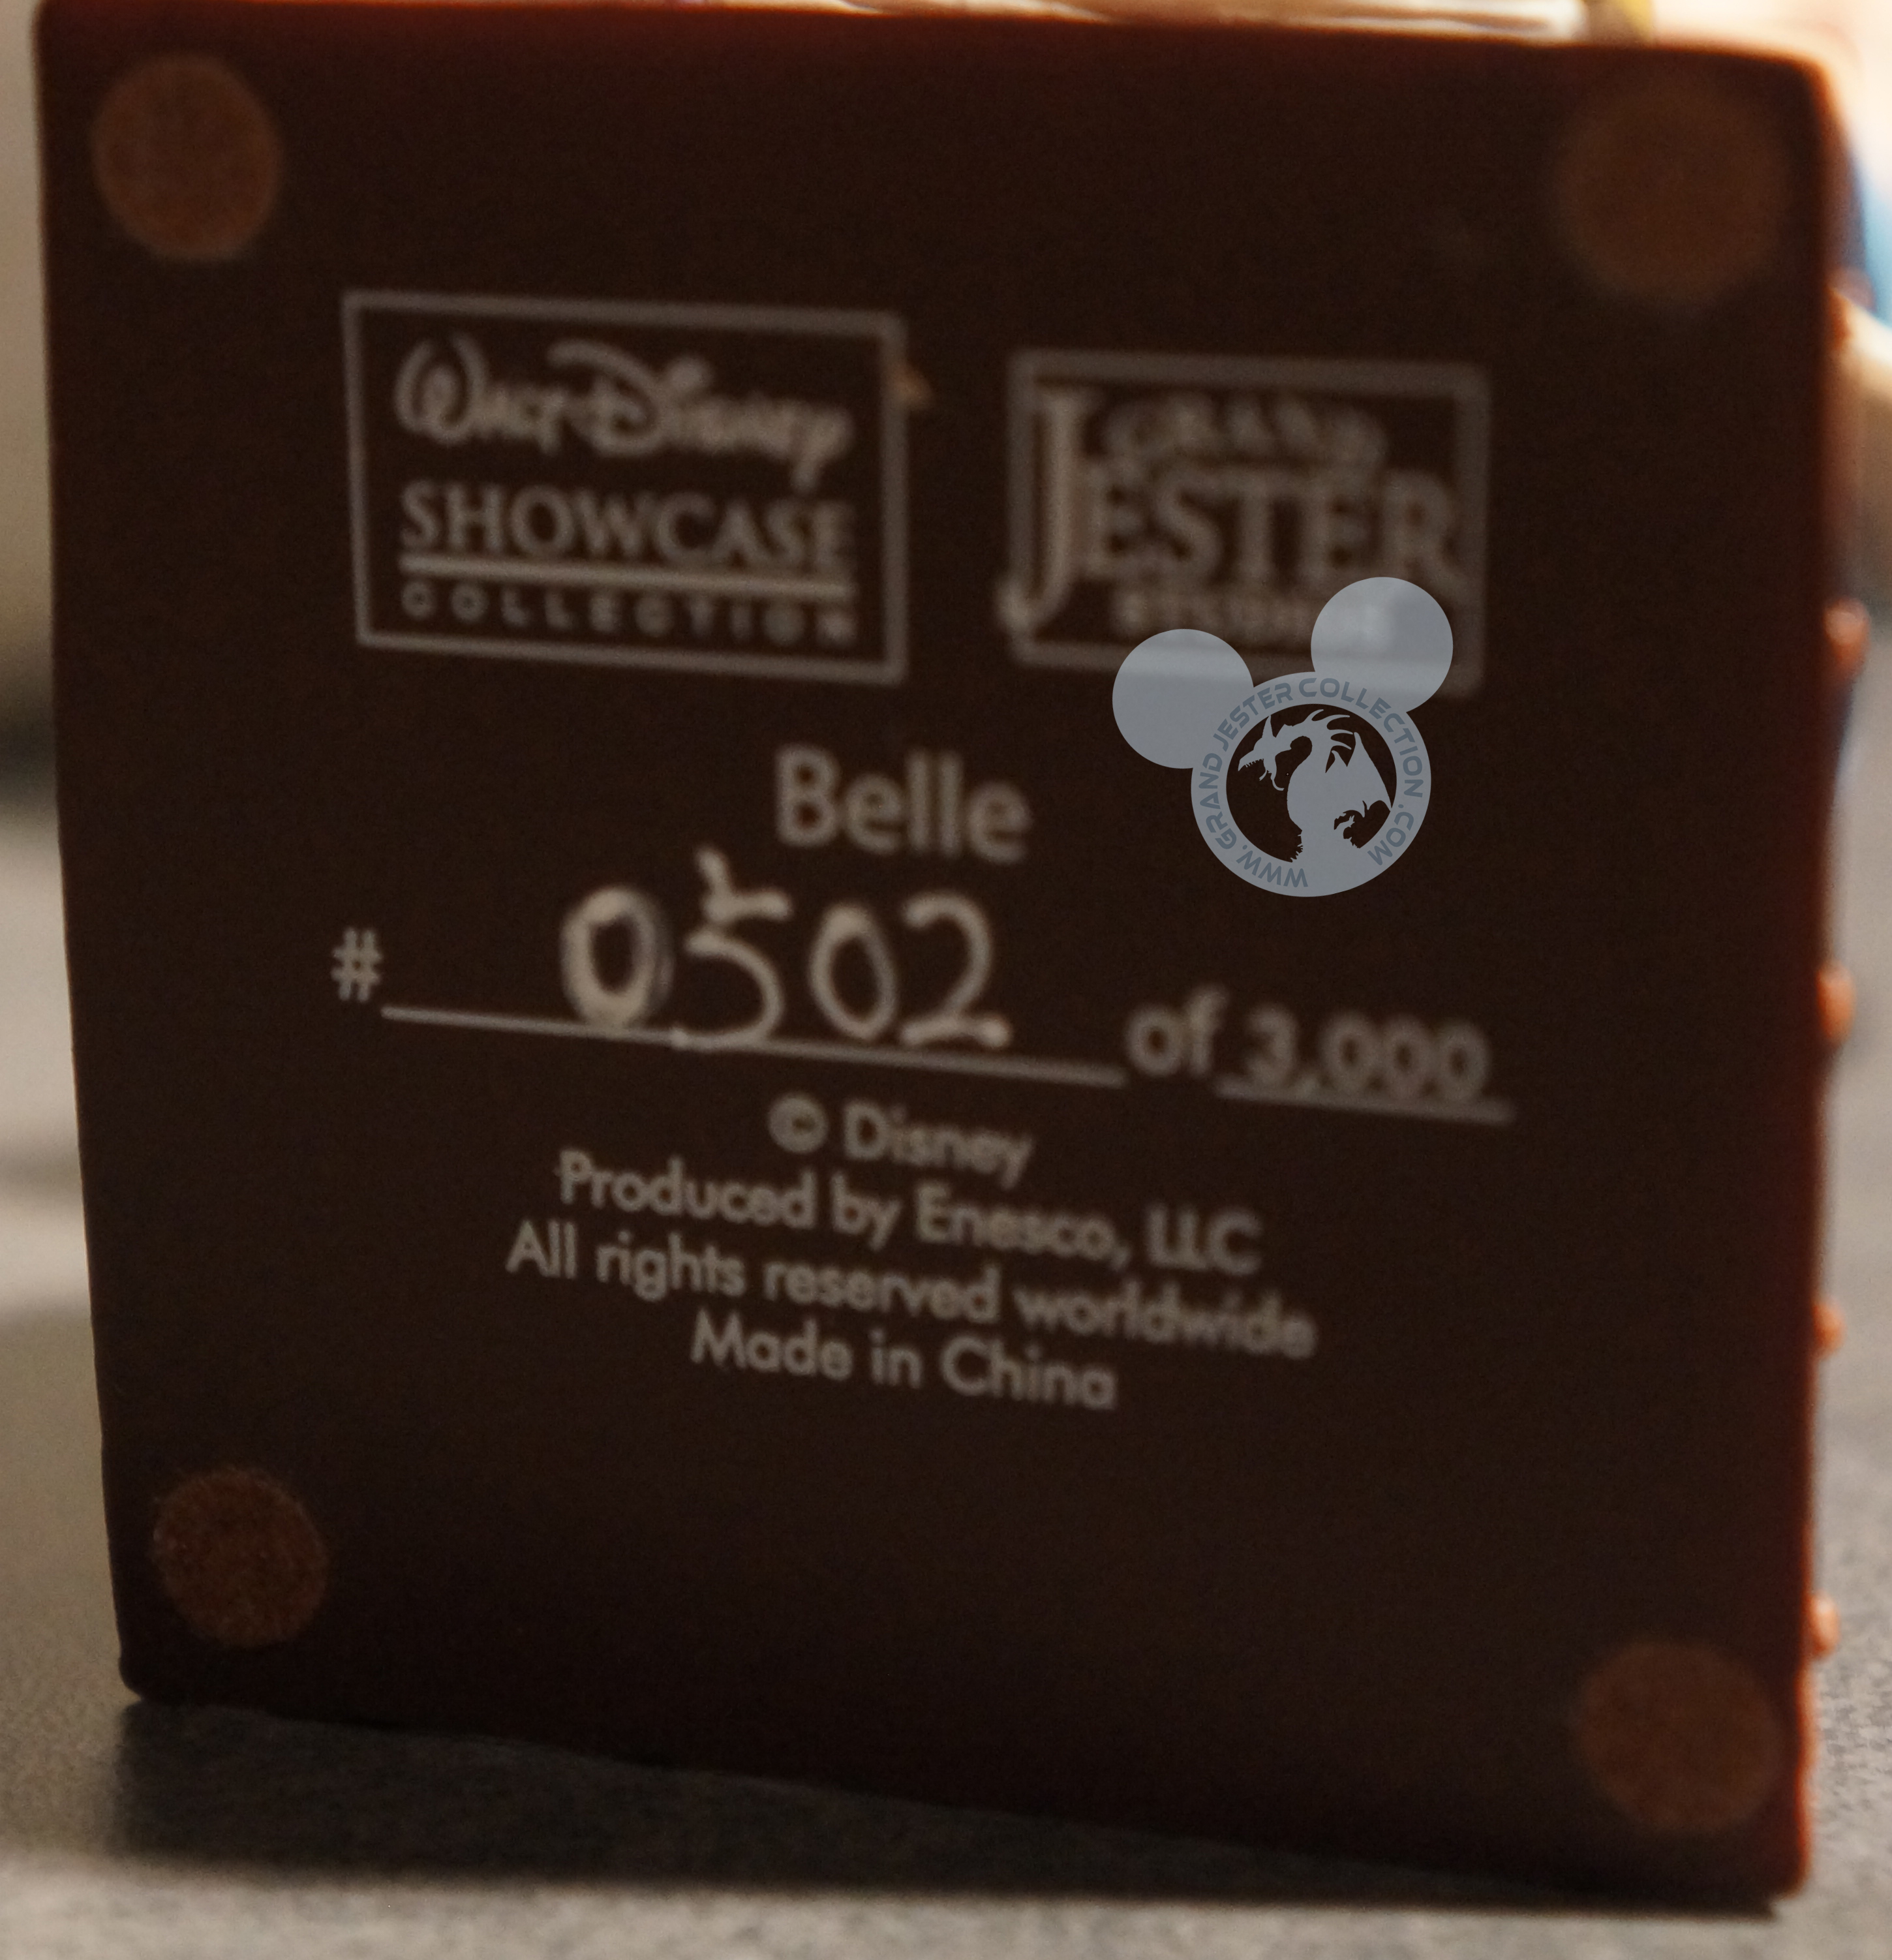 Walt Disney
SHOWCASE
COLLECTION
GRAND
JESTER
STUDIOS
WWW.GRANDJESTERCOLLECTION.COM
Belle
# 0502 of 3,000
© Disney
Produced by Enesco, LLC
All rights reserved worldwide
Made in China